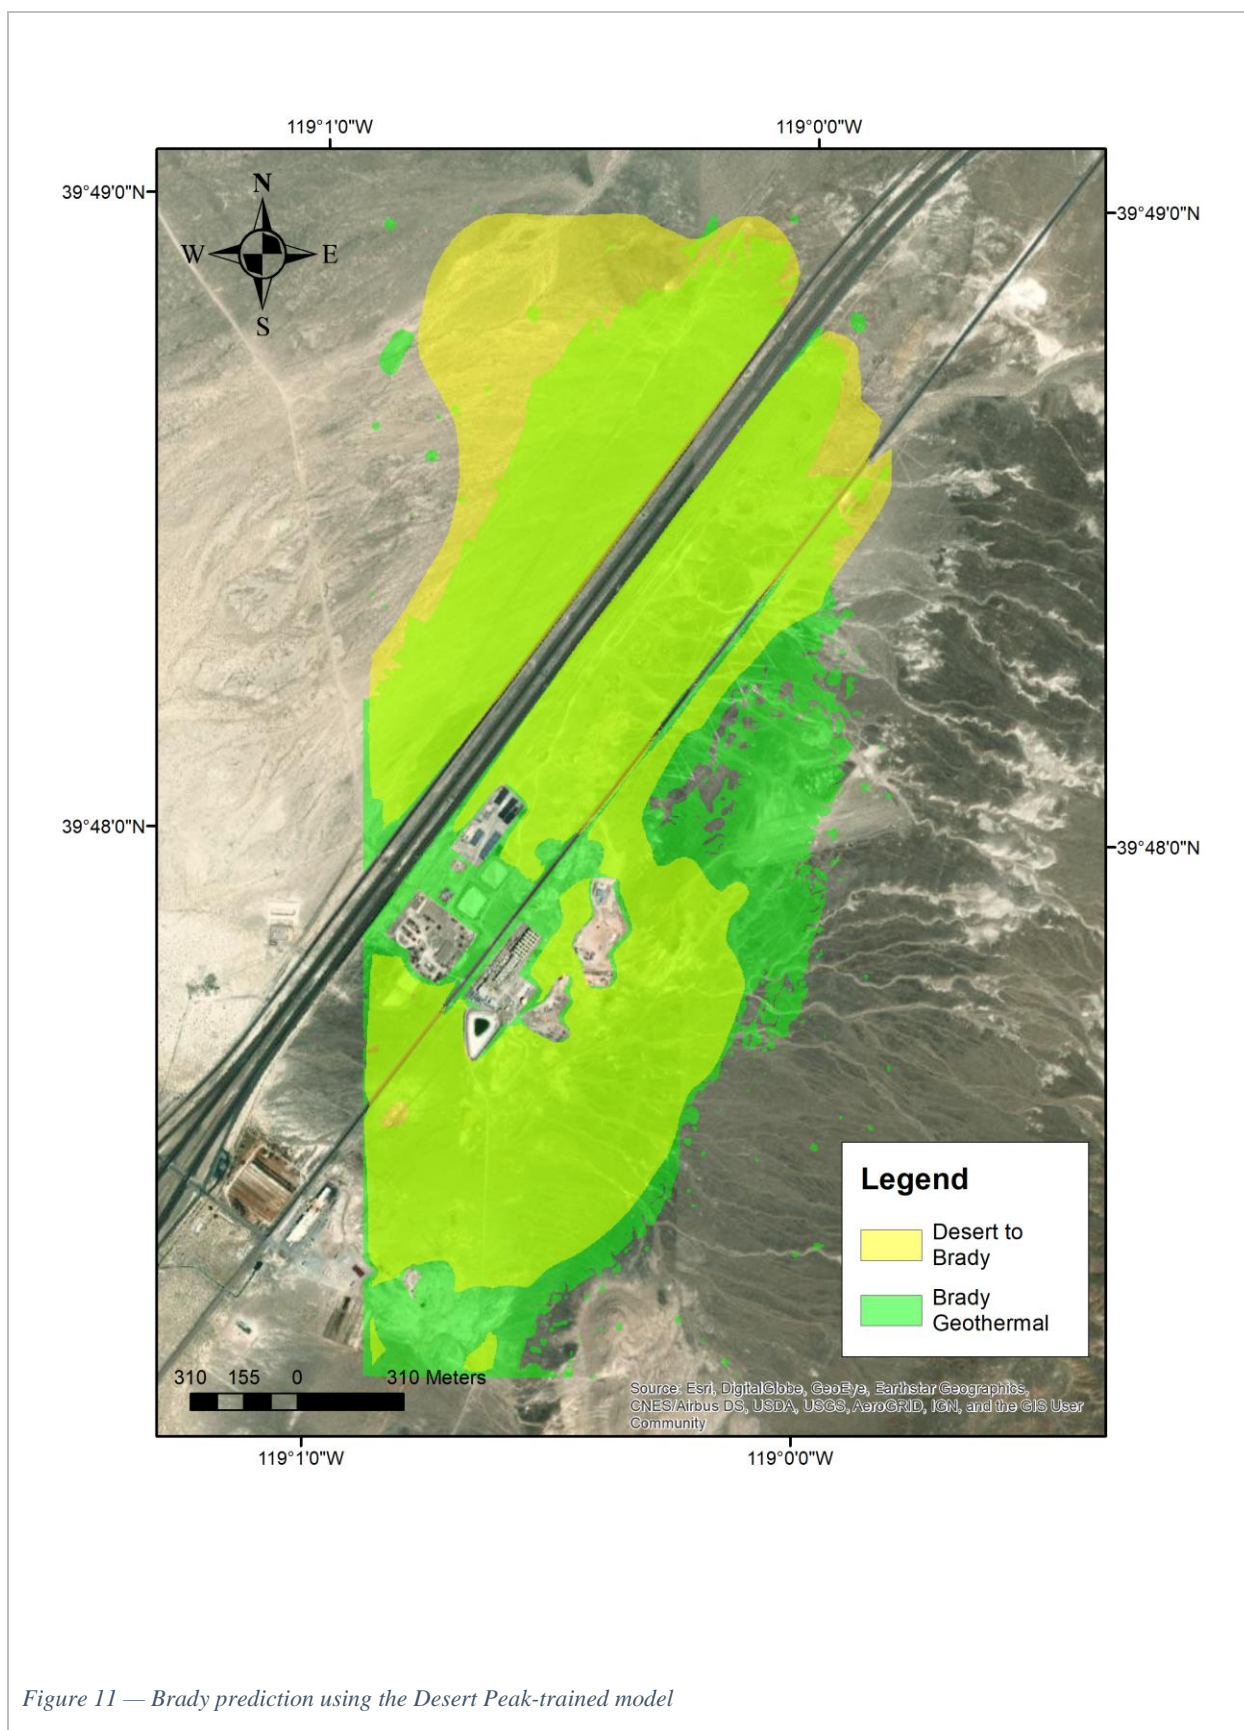 119°1'0"W
119°0'0"W
39°49'0"N
39°49'0"N
N
W
E
S
39°48'0"N
39°48'0"N
Legend
Desert to
Brady
Brady
Geothermal
310 155 0 310 Meters
Source: Esri, DigitalGlobe, GeoEye, Earthstar Geographics,
CNES/Airbus DS, USDA, USGS, AeroGRID, IGN, and the GIS User
Community
119°1'0"W
119°0'0"W
Figure 11 — Brady prediction using the Desert Peak-trained model